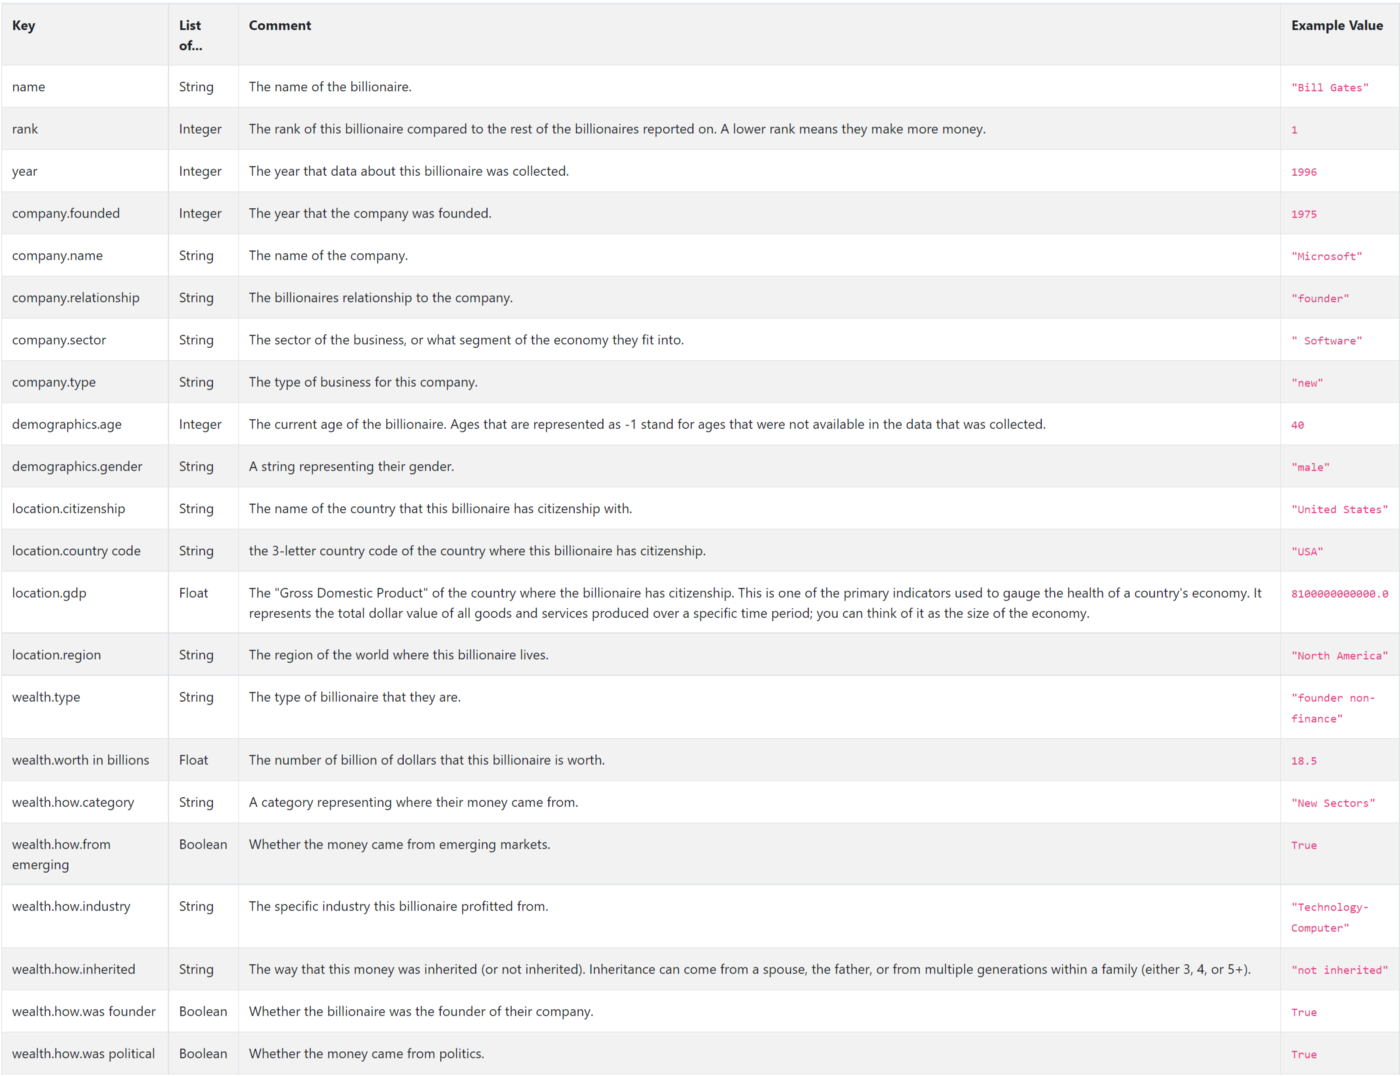 Key List of... Comment Example Value
name String The name of the billionaire. "Bill Gates"
rank Integer The rank of this billionaire compared to the rest of the billionaires reported on. A lower rank means they make more money. 1
year Integer The year that data about this billionaire was collected. 1996
company.founded Integer The year that the company was founded. 1975
company.name String The name of the company. "Microsoft"
company.relationship String The billionaires relationship to the company. "founder"
company.sector String The sector of the business, or what segment of the economy they fit into. " Software"
company.type String The type of business for this company. "new"
demographics.age Integer The current age of the billionaire. Ages that are represented as -1 stand for ages that were not available in the data that was collected. 40
demographics.gender String A string representing their gender. "male"
location.citizenship String The name of the country that this billionaire has citizenship with. "United States"
location.country code String the 3-letter country code of the country where this billionaire has citizenship. "USA"
location.gdp Float The "Gross Domestic Product" of the country where the billionaire has citizenship. This is one of the primary indicators used to gauge the health of a country's economy. It 8100000000000.0
represents the total dollar value of all goods and services produced over a specific time period; you can think of it as the size of the economy.
location.region String The region of the world where this billionaire lives. "North America"
wealth.type String The type of billionaire that they are. "founder non-
finance"
wealth.worth in billions Float The number of billion of dollars that this billionaire is worth. 18.5
wealth.how.category String A category representing where their money came from. "New Sectors"
wealth.how.from Boolean Whether the money came from emerging markets. True
emerging
wealth.how.industry String The specific industry this billionaire profitted from. "Technology-
Computer"
wealth.how.inherited String The way that this money was inherited (or not inherited). Inheritance can come from a spouse, the father, or from multiple generations within a family (either 3, 4, or 5+). "not inherited"
wealth.how.was founder Boolean Whether the billionaire was the founder of their company. True
wealth.how.was political Boolean Whether the money came from politics. True